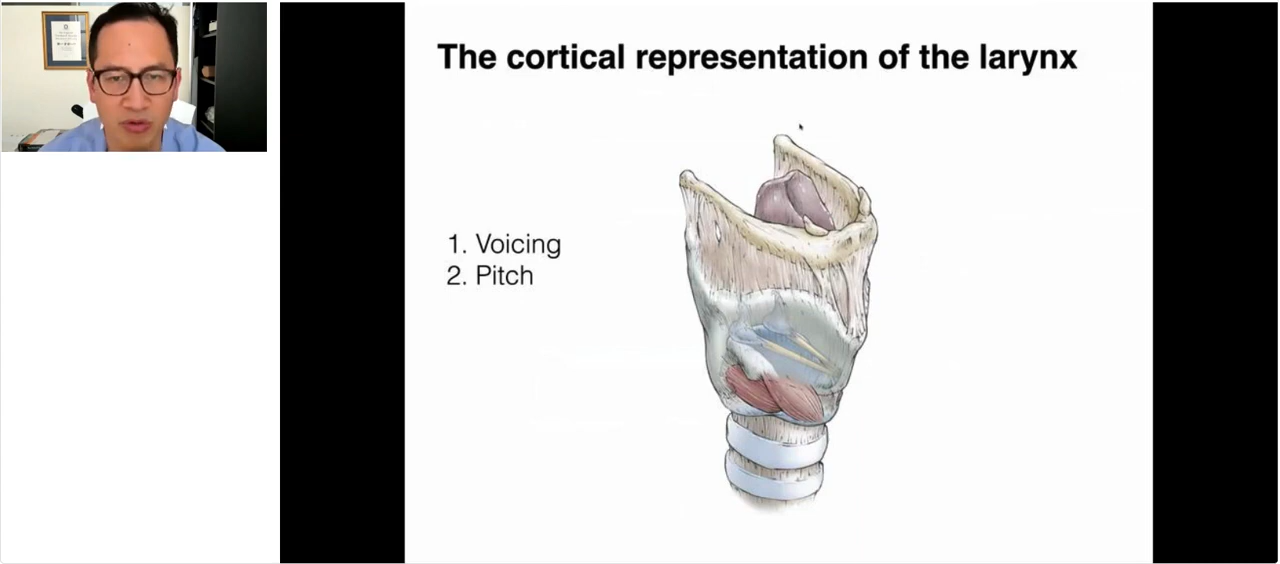 The cortical representation of the larynx
1. Voicing
2. Pitch